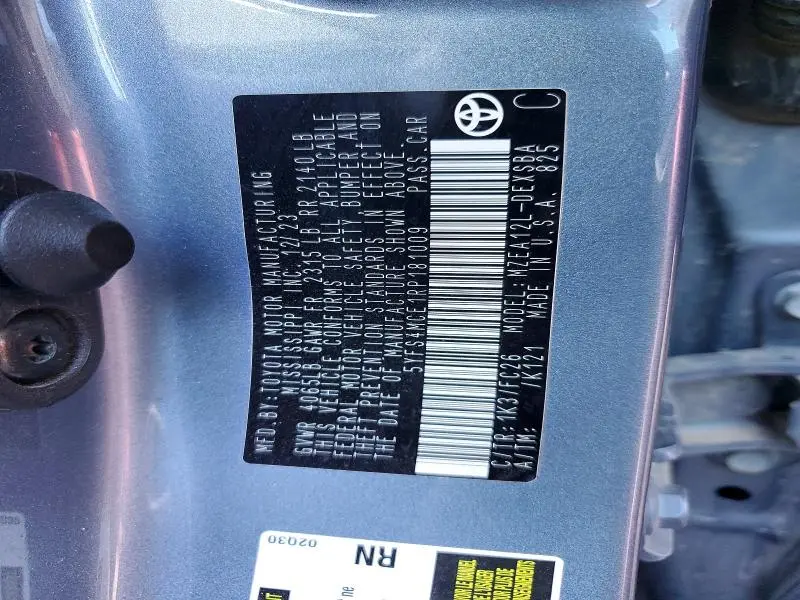 MFD.BY:TOYOTA MOTOR MANUFACTURING
MISSISSIPPI INC. 12/23
GVWR 4065LB GAWR FR 2315 LB RR 2140LB
THIS VEHICLE CONFORMS TO ALL APPLICABLE
FEDERAL MOTOR VEHICLE SAFETY, BUMPER, AND
THEFT PREVENTION STANDARDS IN EFFECT ON
THE DATE OF MANUFACTURE SHOWN ABOVE.
5YFS4MCE1RP181009 PASS.CAR
C/TR: 1K3/FC26 MODEL: MZEA12L-DEXSBA
A/TM: /K121 MADE IN U.S.A. 825
C
02030
RN